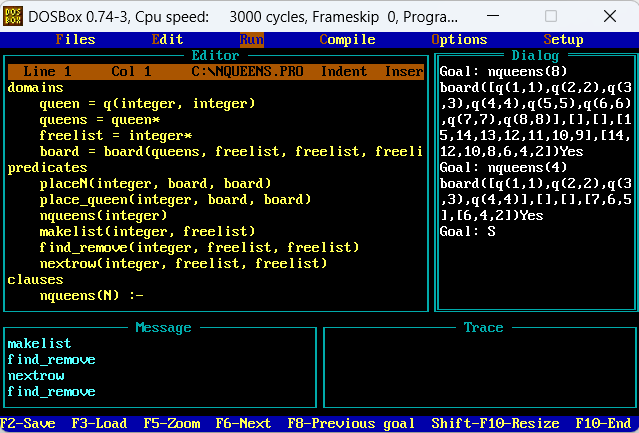 DOSBox 0.74-3, Cpu speed: 3000 cycles, Frameskip 0, Progra...
Files Edit Run Compile Options Setup
Editor
Line 1 Col 1 C:\NQUEENS.PRO Indent Inser
domains
queen = q(integer, integer)
queens = queen*
freelist = integer*
board = board(queens, freelist, freelist, freeli
predicates
placeN(integer, board, board)
place_queen(integer, board, board)
nqueens(integer)
makelist(integer, freelist)
find_remove(integer, freelist, freelist)
nextrow(integer, freelist, freelist)
clauses
nqueens(N) :-
Dialog
Goal: nqueens(8)
board([q(1,1),q(2,2),q(3
,3),q(4,4),q(5,5),q(6,6)
,q(7,7),q(8,8)],[],[],[1
5,14,13,12,11,10,9],[14,
12,10,8,6,4,2])Yes
Goal: nqueens(4)
board([q(1,1),q(2,2),q(3
,3),q(4,4)],[],[],[7,6,5
],[6,4,2])Yes
Goal: S
Message
makelist
find_remove
nextrow
find_remove
Trace
F2-Save F3-Load F5-Zoom F6-Next F8-Previous goal Shift-F10-Resize F10-End